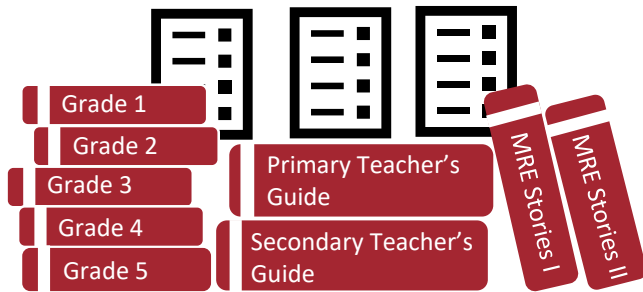 Grade 1
Grade 2
Grade 3
Grade 4
Grade 5
Primary Teacher's
Guide
Secondary Teacher's
Guide
MRE Stories I
MRE Stories II